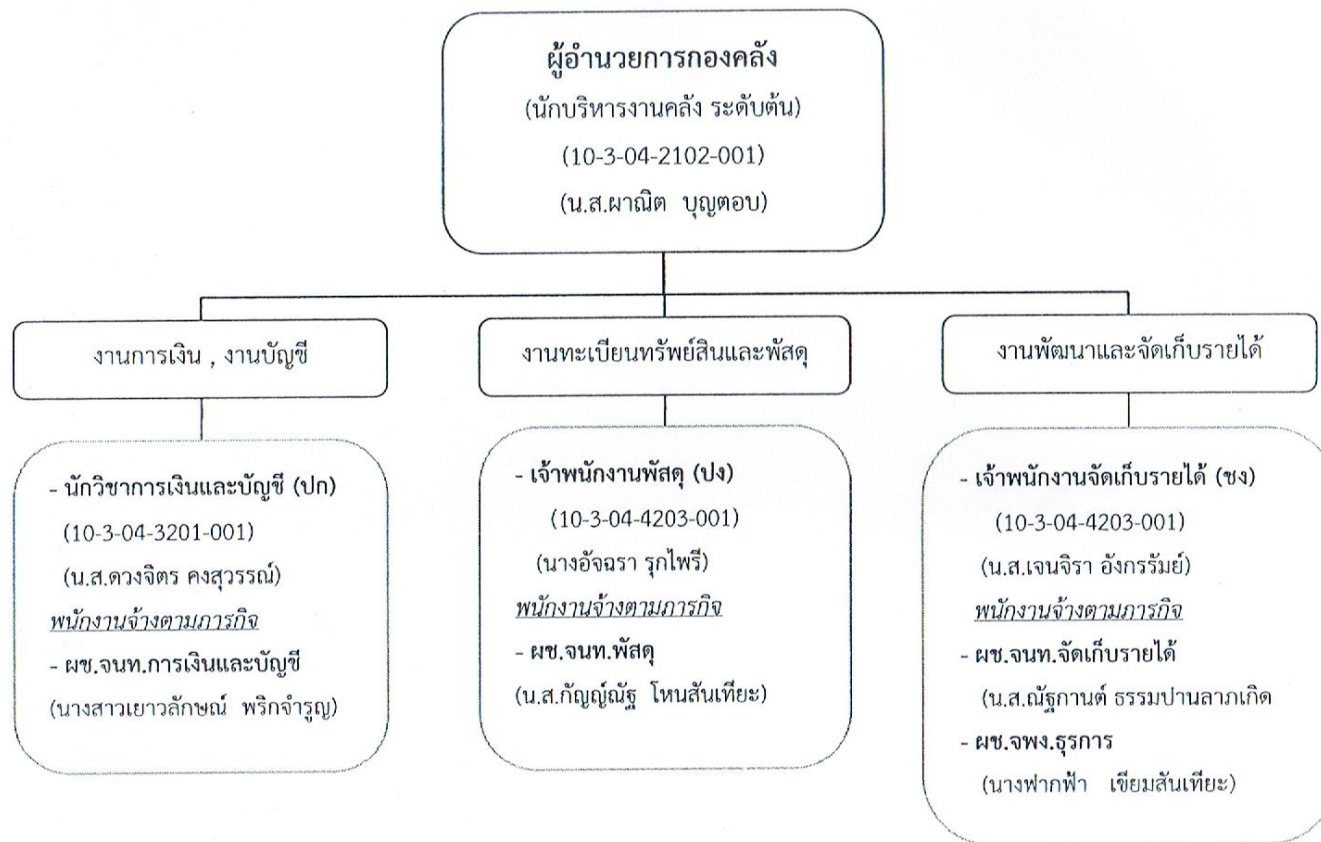 ผู้อำนวยการกองคลัง
(นักบริหารงานคลัง ระดับต้น)
(10-3-04-2102-001)
(น.ส.ผาณิต บุญตอบ)
งานการเงิน , งานบัญชี
งานทะเบียนทรัพย์สินและพัสดุ
งานพัฒนาและจัดเก็บรายได้
- นักวิชาการเงินและบัญชี (ปก)
(10-3-04-3201-001)
(น.ส.ดวงจิตร คงสุวรรณ์)
พนักงานจ้างตามภารกิจ
- ผช.จนท.การเงินและบัญชี
(นางสาวเยาวลักษณ์ พริกจำรูญ)
- เจ้าพนักงานพัสดุ (ปง)
(10-3-04-4203-001)
(นางอัจฉรา รุกไพรี)
พนักงานจ้างตามภารกิจ
- ผช.จนท.พัสดุ
(น.ส.กัญญ์ณัฐ โหนสันเทียะ)
- เจ้าพนักงานจัดเก็บรายได้ (ชง)
(10-3-04-4203-001)
(น.ส.เจนจิรา อังกรรัมย์)
พนักงานจ้างตามภารกิจ
- ผช.จนท.จัดเก็บรายได้
(น.ส.ณัฐกานต์ ธรรมปานลาภเกิด
- ผช.จพง.ธุรการ
(นางฟากฟ้า เขียมสันเทียะ)